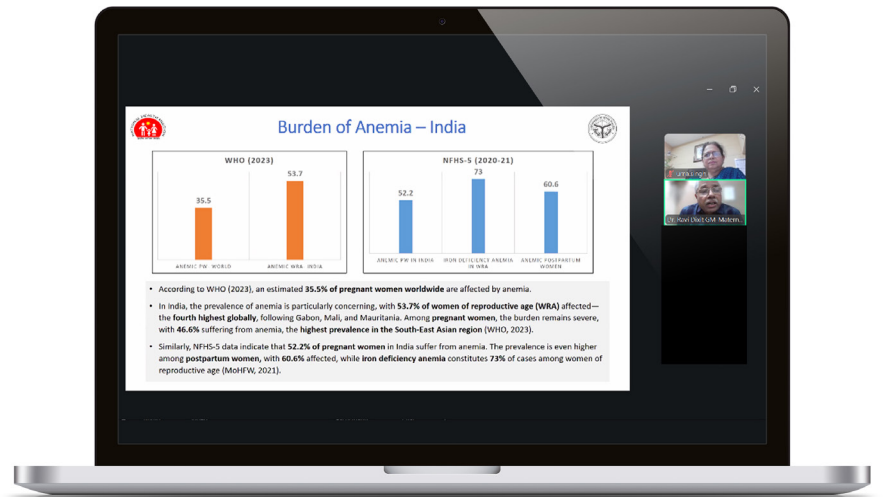 Burden of Anemia – India
WHO (2023)
53.7
35.5
ANEMIC PW WORLD
ANEMIC WRA INDIA
NFHS-5 (2020-21)
73
60.6
52.2
ANEMIC PW IN INDIA
IRON DEFICIENCY ANEMIA
IN WRA
ANEMIC POSTPARTUM
WOMEN
• According to WHO (2023), an estimated 35.5% of pregnant women worldwide are affected by anemia.
• In India, the prevalence of anemia is particularly concerning, with 53.7% of women of reproductive age (WRA) affected—
the fourth highest globally, following Gabon, Mali, and Mauritania. Among pregnant women, the burden remains severe,
with 46.6% suffering from anemia, the highest prevalence in the South-East Asian region (WHO, 2023).
• Similarly, NFHS-5 data indicate that 52.2% of pregnant women in India suffer from anemia. The prevalence is even higher
among postpartum women, with 60.6% affected, while iron deficiency anemia constitutes 73% of cases among women of
reproductive age (MoHFW, 2021).
Dr. Ravi Dixit GM Matern...